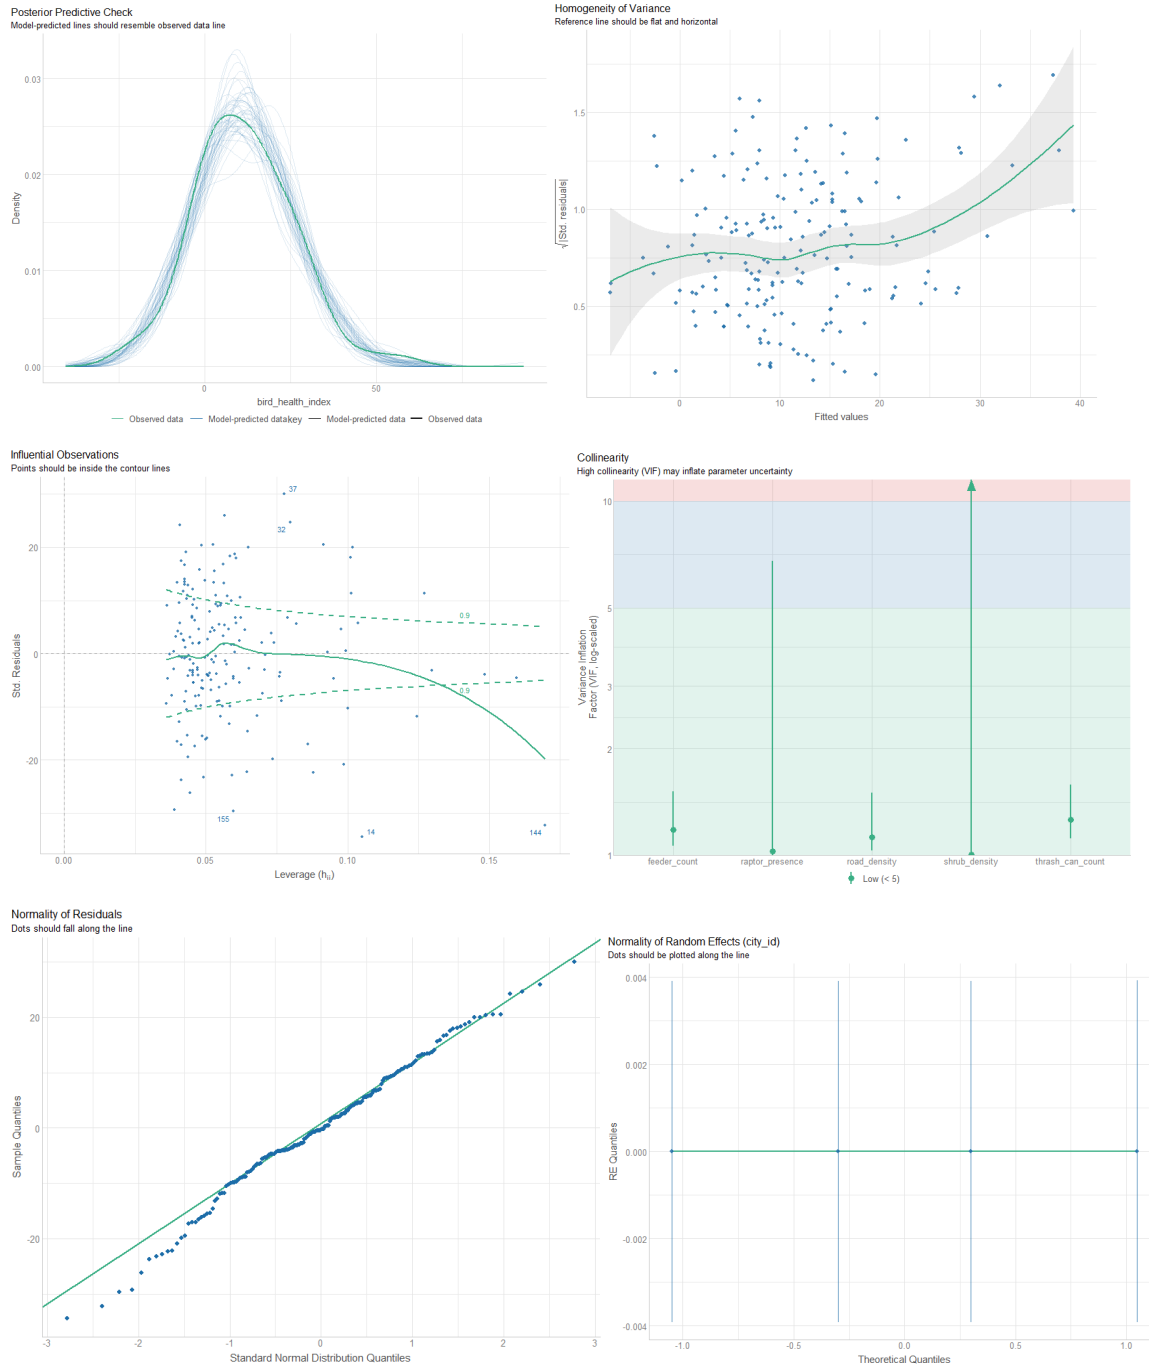 Posterior Predictive Check
Model-predicted lines should resemble observed data line
0.03
0.02
0.01
0.00
Density
0
50
bird_health_index
Observed data
Model-predicted datakey
Model-predicted data
Observed data
Homogeneity of Variance
Reference line should be flat and horizontal
1.5
1.0
0.5
√|Std. residuals|
0
10
20
30
40
Fitted values
Influential Observations
Points should be inside the contour lines
37
32
20
0.9
0
0.9
-20
155
14
144
Std. Residuals
0.00
0.05
0.10
0.15
Leverage (hii)
Collinearity
High collinearity (VIF) may inflate parameter uncertainty
10
5
3
2
1
Variance Inflation
Factor (VIF, log-scaled)
feeder_count
raptor_presence
road_density
shrub_density
thrash_can_count
Low (< 5)
Normality of Residuals
Dots should fall along the line
20
0
-20
Sample Quantiles
-3
-2
-1
0
1
2
3
Standard Normal Distribution Quantiles
Normality of Random Effects (city_id)
Dots should be plotted along the line
0.004
0.002
0.000
-0.002
-0.004
RE Quantiles
-1.0
-0.5
0.0
0.5
1.0
Theoretical Quantiles